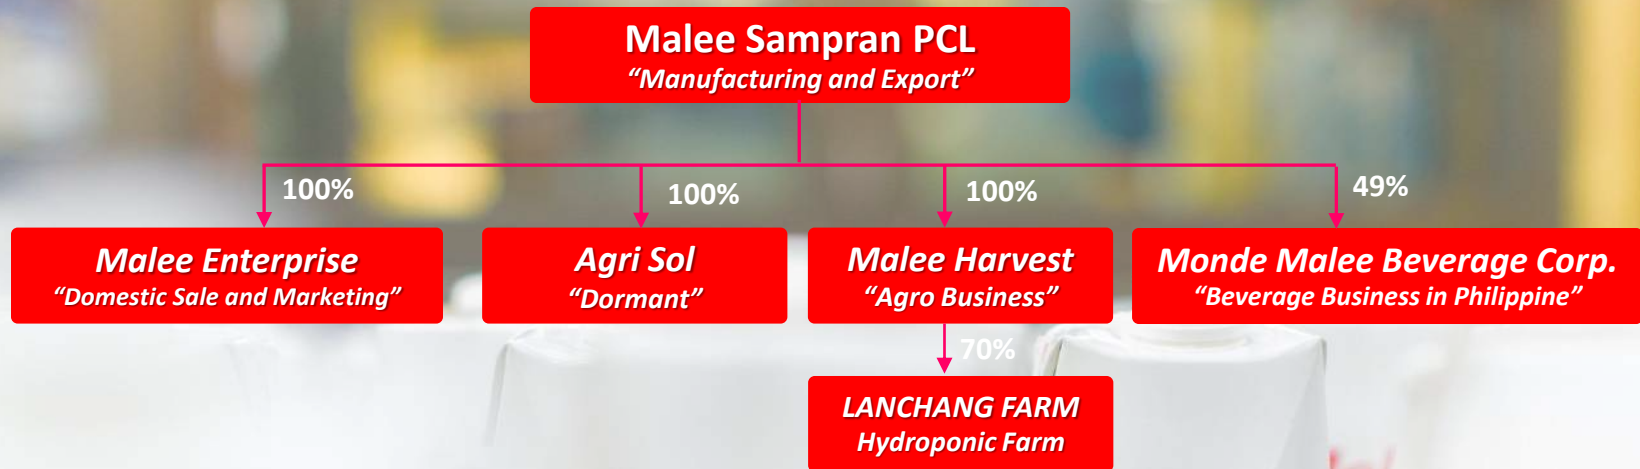 Malee Sampran PCL
“Manufacturing and Export”
100%
100%
100%
49%
Malee Enterprise
“Domestic Sale and Marketing”
Agri Sol
“Dormant”
Malee Harvest
“Agro Business”
Monde Malee Beverage Corp.
“Beverage Business in Philippine”
70%
LANCHANG FARM
Hydroponic Farm